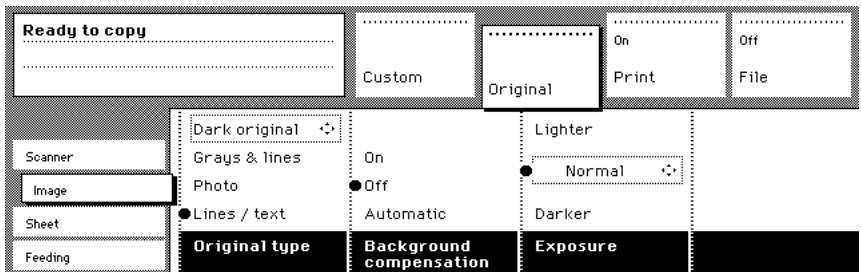 Ready to copy
Custom
Original
On
Print
Off
File
Scanner
Image
Sheet
Feeding
Dark original
Grays & lines
Photo
Lines / text
Original type
On
Off
Automatic
Background
compensation
Lighter
Normal
Darker
Exposure